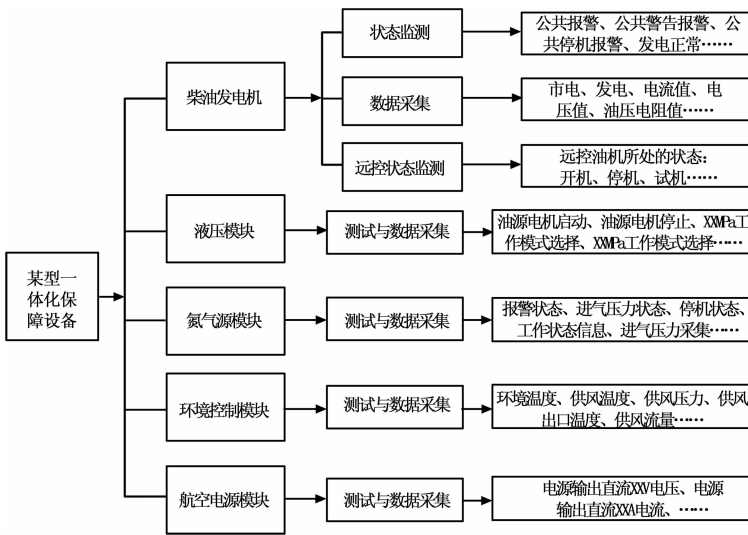 某型一
体化保
障设备
柴油发电机
状态监测
公共报警、公共警告报警、公
共停机报警、发电正常……
数据采集
市电、发电、电流值、电
压值、油压电阻值……
远控状态监测
远控油机所处的状态:
开机、停机、试机……
液压模块
测试与数据采集
油源电机启动、油源电机停止、XXMPa工
作模式选择、XXMPa工作模式选择……
氮气源模块
测试与数据采集
报警状态、进气压力状态、停机状态、
工作状态信息、进气压力采集……
环境控制模块
测试与数据采集
环境温度、供风温度、供风压力、供风
出口温度、供风流量……
航空电源模块
测试与数据采集
电源输出直流XXV电压、电源
输出直流XXA电流、……